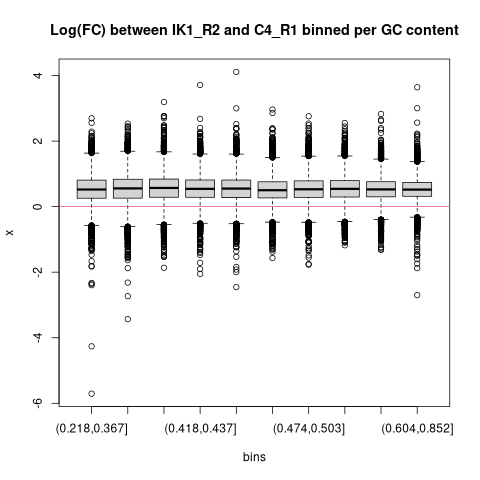 Log(FC) between IK1_R2 and C4_R1 binned per GC content
x
4
2
0
-2
-4
-6
(0.218,0.367] (0.418,0.437] (0.474,0.503] (0.604,0.852]
bins